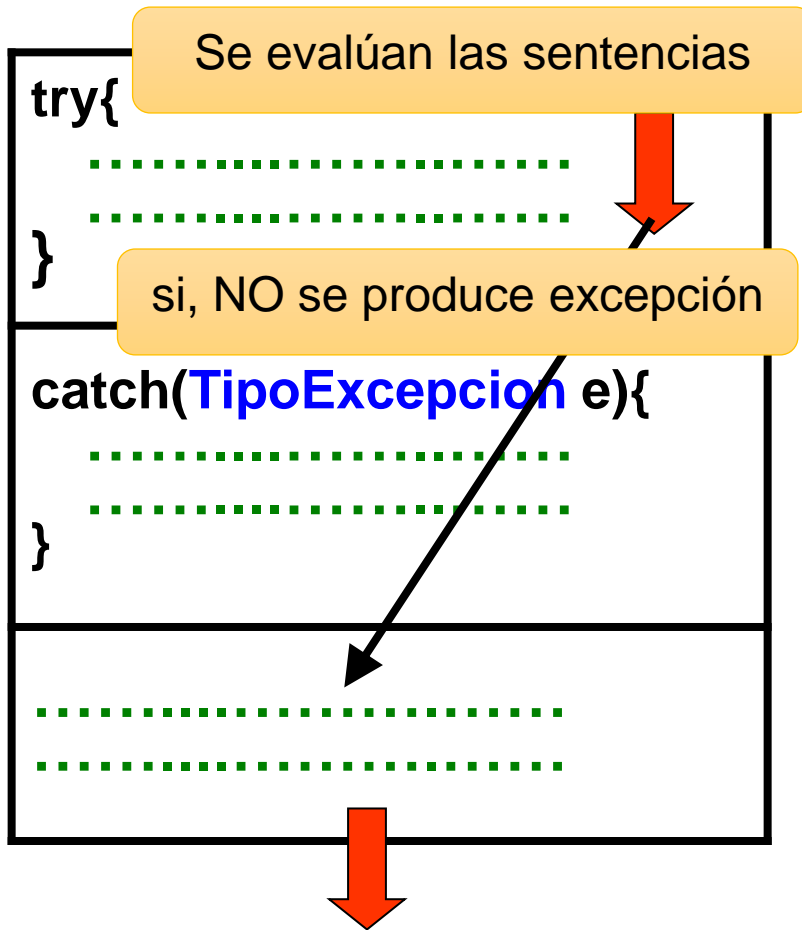 Se evalúan las sentencias
try{
}
si, NO se produce excepción
catch(TipoExcepcion e){
}